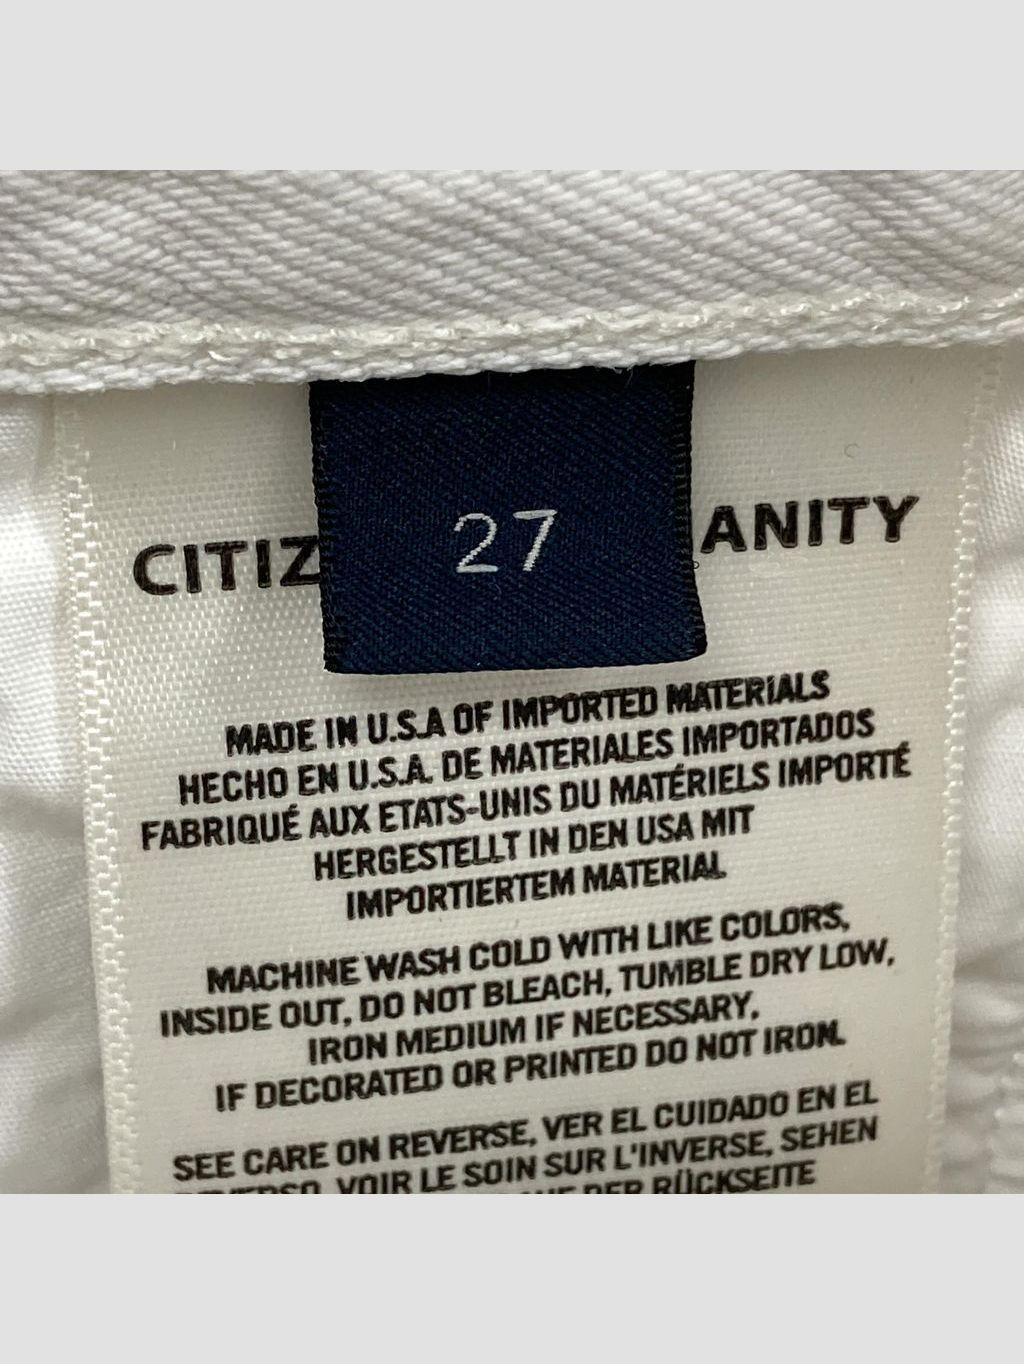 27
CITIZ ANITY
MADE IN U.S.A OF IMPORTED MATERIALS
HECHO EN U.S.A. DE MATERIALES IMPORTADOS
FABRIQUÉ AUX ETATS-UNIS DU MATÉRIELS IMPORTÉ
HERGESTELLT IN DEN USA MIT
IMPORTIERTEM MATERIAL
MACHINE WASH COLD WITH LIKE COLORS,
INSIDE OUT, DO NOT BLEACH, TUMBLE DRY LOW,
IRON MEDIUM IF NECESSARY,
IF DECORATED OR PRINTED DO NOT IRON.
SEE CARE ON REVERSE, VER EL CUIDADO EN EL
REVERSO, VOIR LE SOIN SUR L'INVERSE, SEHEN
DER RÜCKSEITE